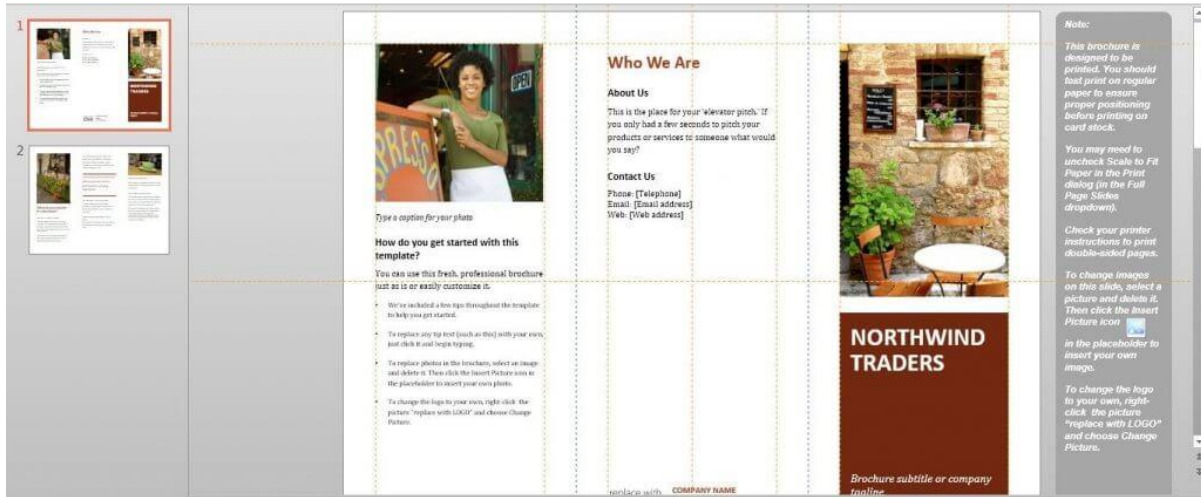 1
2
OPEN
Type a caption for your photo
How do you get started with this
template?
You can use this fresh, professional brochure
just as is or easily customize it.
• We've included a few tips throughout the template
to help you get started.
• To replace any tip text (such as this) with your own,
just click it and begin typing.
• To replace photos in the brochure, select an image
and delete it. Then click the Insert Picture icon in
the placeholder to insert your own photo.
• To change the logo to your own, right-click the
picture "replace with LOGO" and choose Change
Picture.
Who We Are
About Us
This is the place for your 'elevator pitch.' If
you only had a few seconds to pitch your
products or services to someone what would
you say?
Contact Us
Phone: [Telephone]
Email: [Email address]
Web: [Web address]
replace with
COMPANY NAME
NORTHWIND
TRADERS
Brochure subtitle or company
tagline
Note:
This brochure is
designed to be
printed. You should
test print on regular
paper to ensure
proper positioning
before printing on
card stock.
You may need to
uncheck Scale to Fit
Paper in the Print
dialog (in the Full
Page Slides
dropdown).
Check your printer
instructions to print
double-sided pages.
To change images
on this slide, select a
picture and delete it.
Then click the Insert
Picture icon
in the placeholder to
insert your own
image.
To change the logo
to your own, right-
click the picture
"replace with LOGO"
and choose Change
Picture.